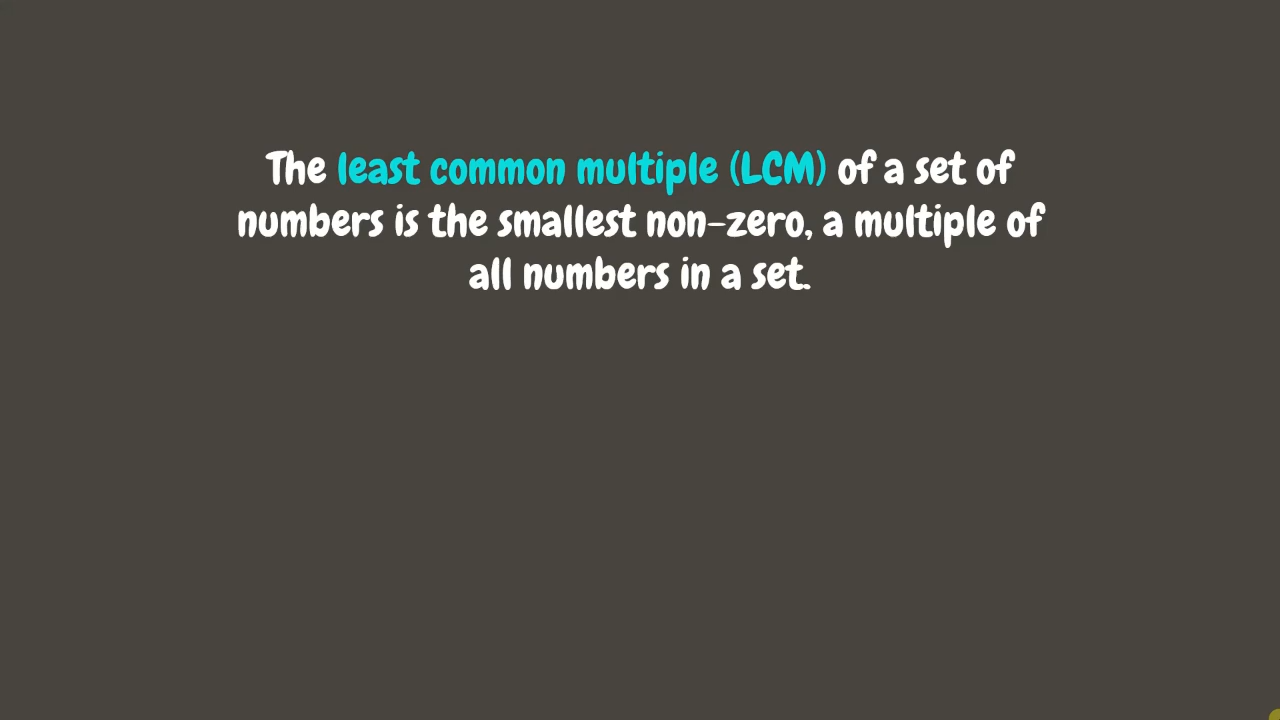 The least common multiple (LCM) of a set of
numbers is the smallest non-zero, a multiple of
all numbers in a set.